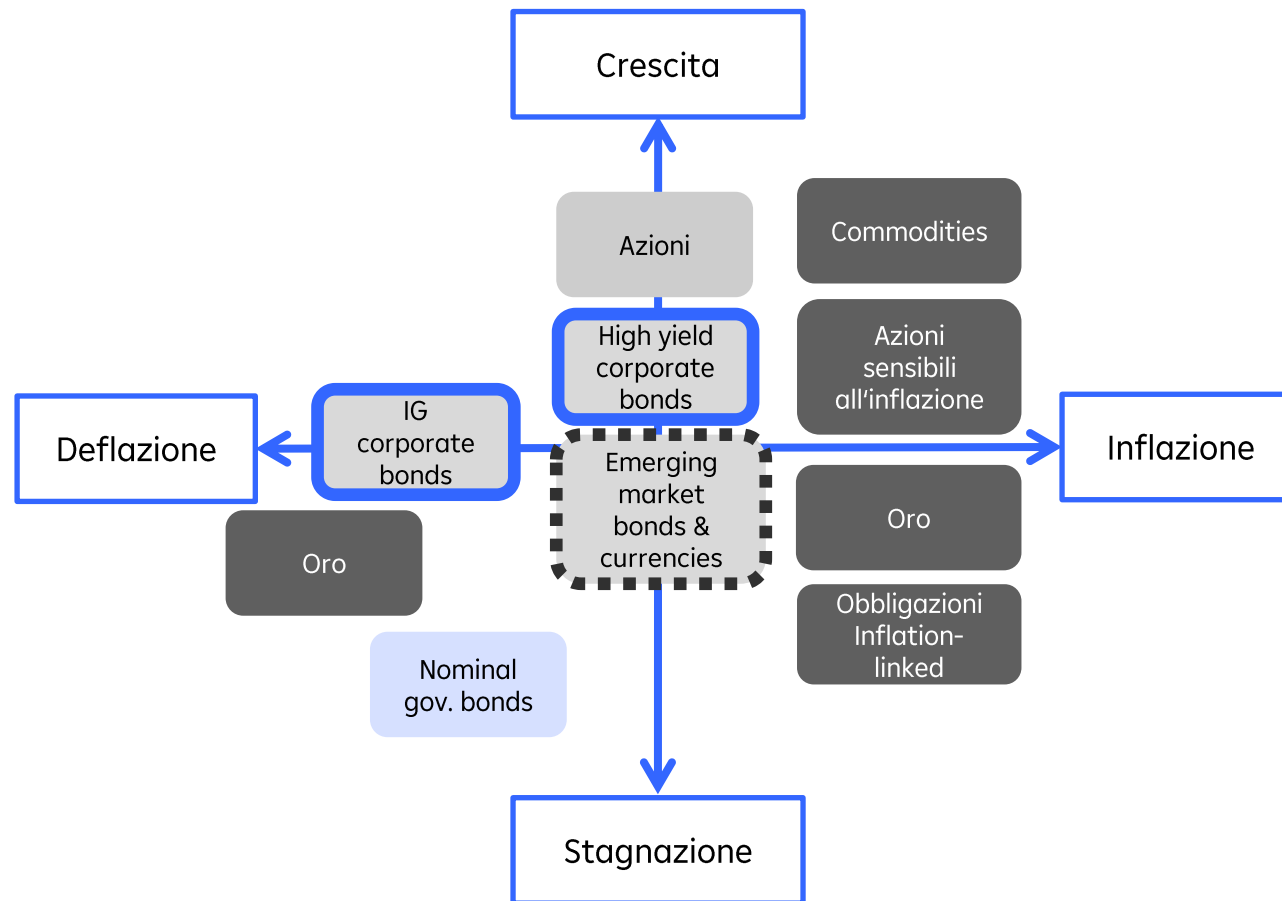 Crescita
Azioni
Commodities
High yield
corporate
bonds
Azioni
sensibili
all'inflazione
Deflazione
IG
corporate
bonds
Emerging
market
bonds &
currencies
Inflazione
Oro
Oro
Obbligazioni
Inflation-
linked
Nominal
gov. bonds
Stagnazione